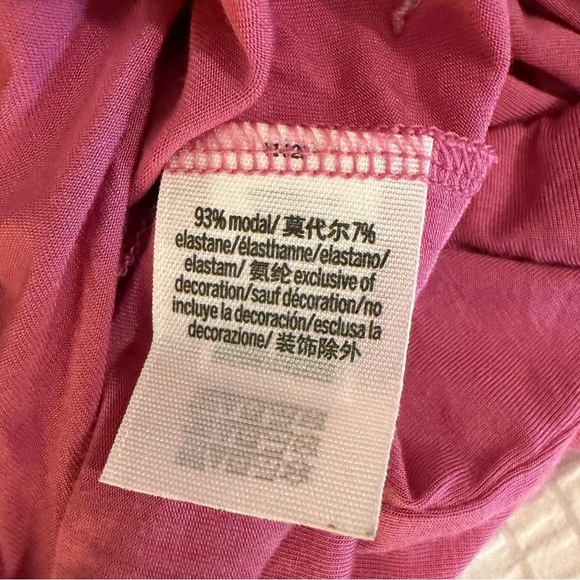 93% modal/ 莫代尔 7%
elastane/élasthanne/elastano/
elastam/ 氨纶 exclusive of
decoration/sauf décoration/no
incluye la decoración/esclusa la
decorazione/ 装饰除外